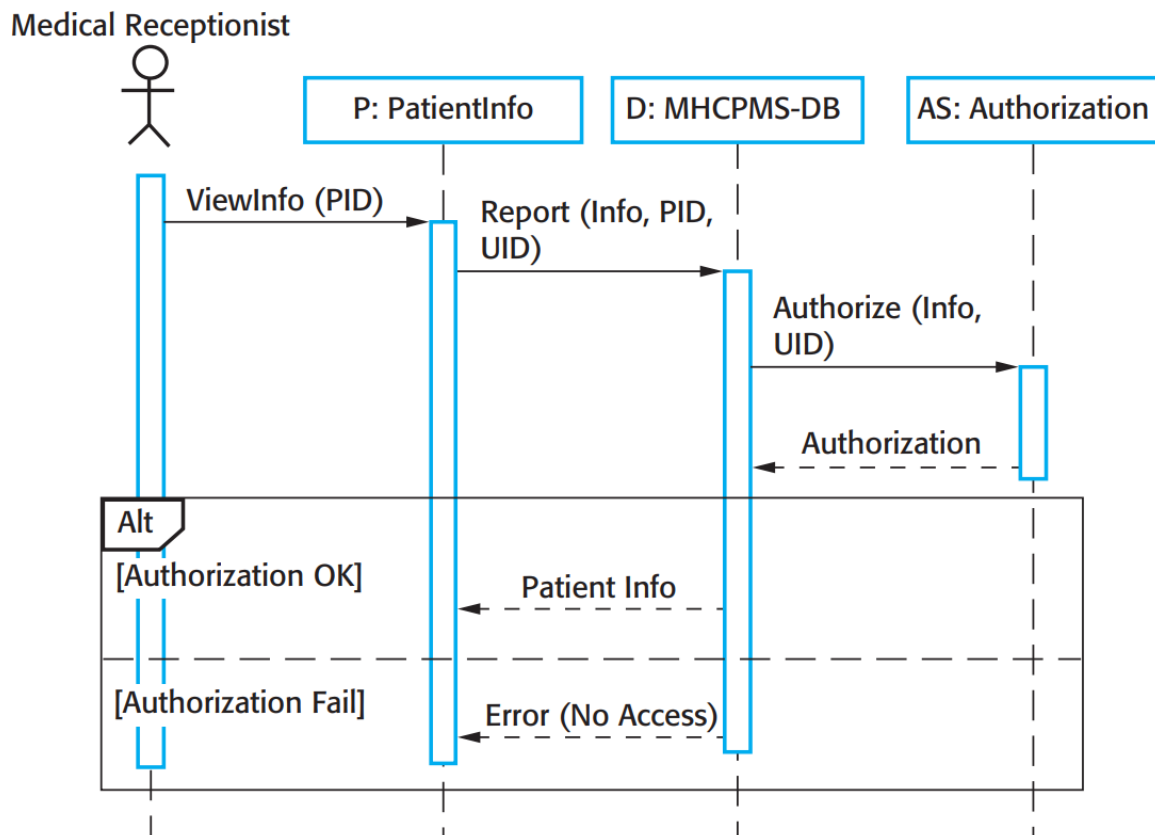 Medical Receptionist
P: PatientInfo
D: MHCPMS-DB
AS: Authorization
ViewInfo (PID)
Report (Info, PID,
UID)
Authorize (Info,
UID)
Authorization
Alt
[Authorization OK]
Patient Info
[Authorization Fail]
Error (No Access)